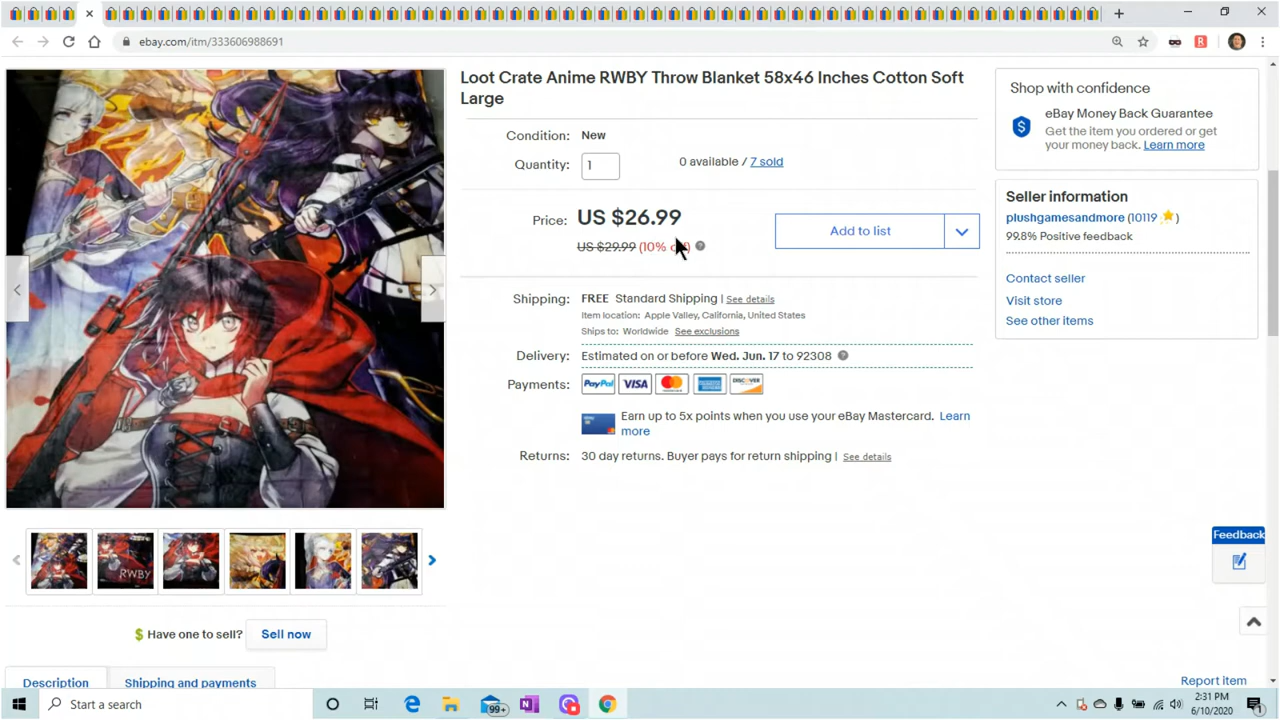 ebay.com/itm/333606988691
Loot Crate Anime RWBY Throw Blanket 58x46 Inches Cotton Soft
Large
Condition: New
Quantity: 1 0 available / 7 sold
Price: US $26.99
US $29.99 (10%
Add to list
Shipping: FREE Standard Shipping | See details
Item location: Apple Valley, California, United States
Ships to: Worldwide See exclusions
Delivery: Estimated on or before Wed. Jun. 17 to 92308
Payments: PayPal VISA MasterCard AMERICAN EXPRESS DISCOVER
Earn up to 5x points when you use your eBay Mastercard. Learn
more
Returns: 30 day returns. Buyer pays for return shipping | See details
Shop with confidence
eBay Money Back Guarantee
Get the item you ordered or get
your money back. Learn more
Seller information
plushgamesandmore (10119 )
99.8% Positive feedback
Contact seller
Visit store
See other items
RWBY
Feedback
$ Have one to sell? Sell now
Description Shipping and payments
Report item
Start a search
99+
2:31 PM
6/10/2020
1